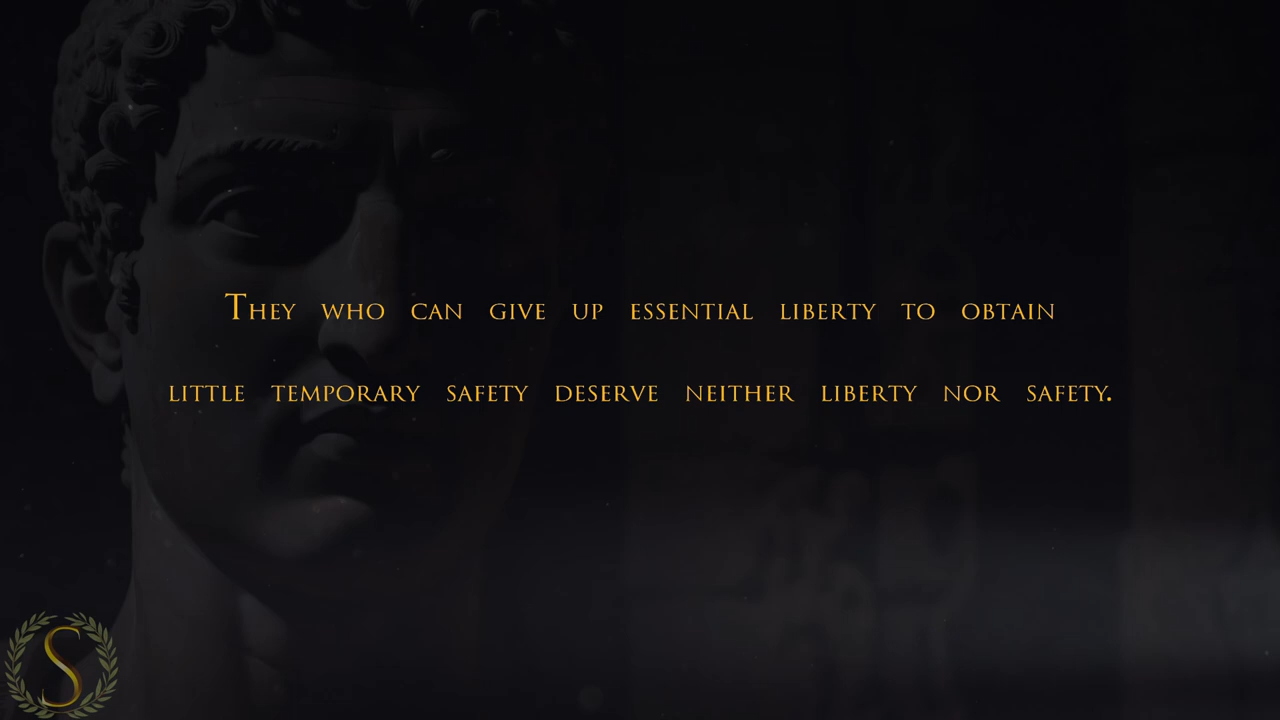 They who can give up essential liberty to obtain
little temporary safety deserve neither liberty nor safety.
S